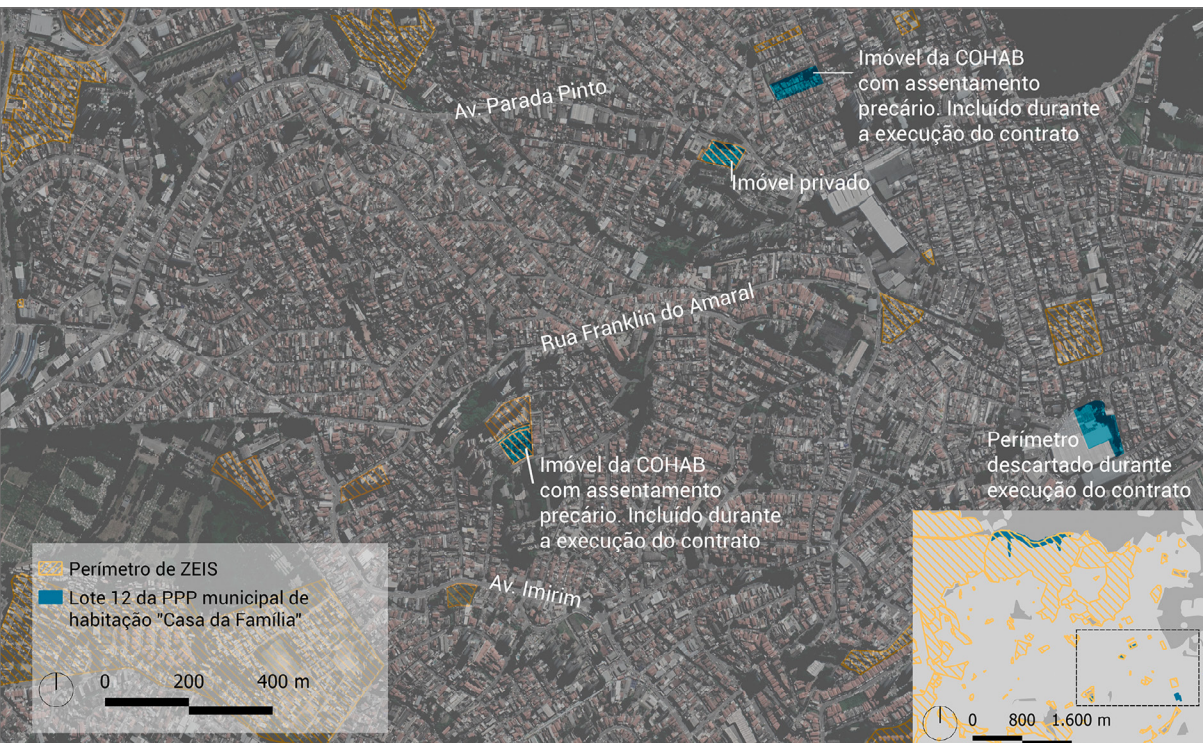 Imóvel da COHAB
com assentamento
precário. Incluído durante
a execução do contrato
Av. Parada Pinto
Imóvel privado
Rua Franklin do Amaral
Perímetro
descartado durante
execução do contrato
Imóvel da COHAB
com assentamento
precário. Incluído durante
a execução do contrato
Av. Imirim
Perímetro de ZEIS
Lote 12 da PPP municipal de
habitação "Casa da Família"
0 200 400 m
0 800 1.600 m